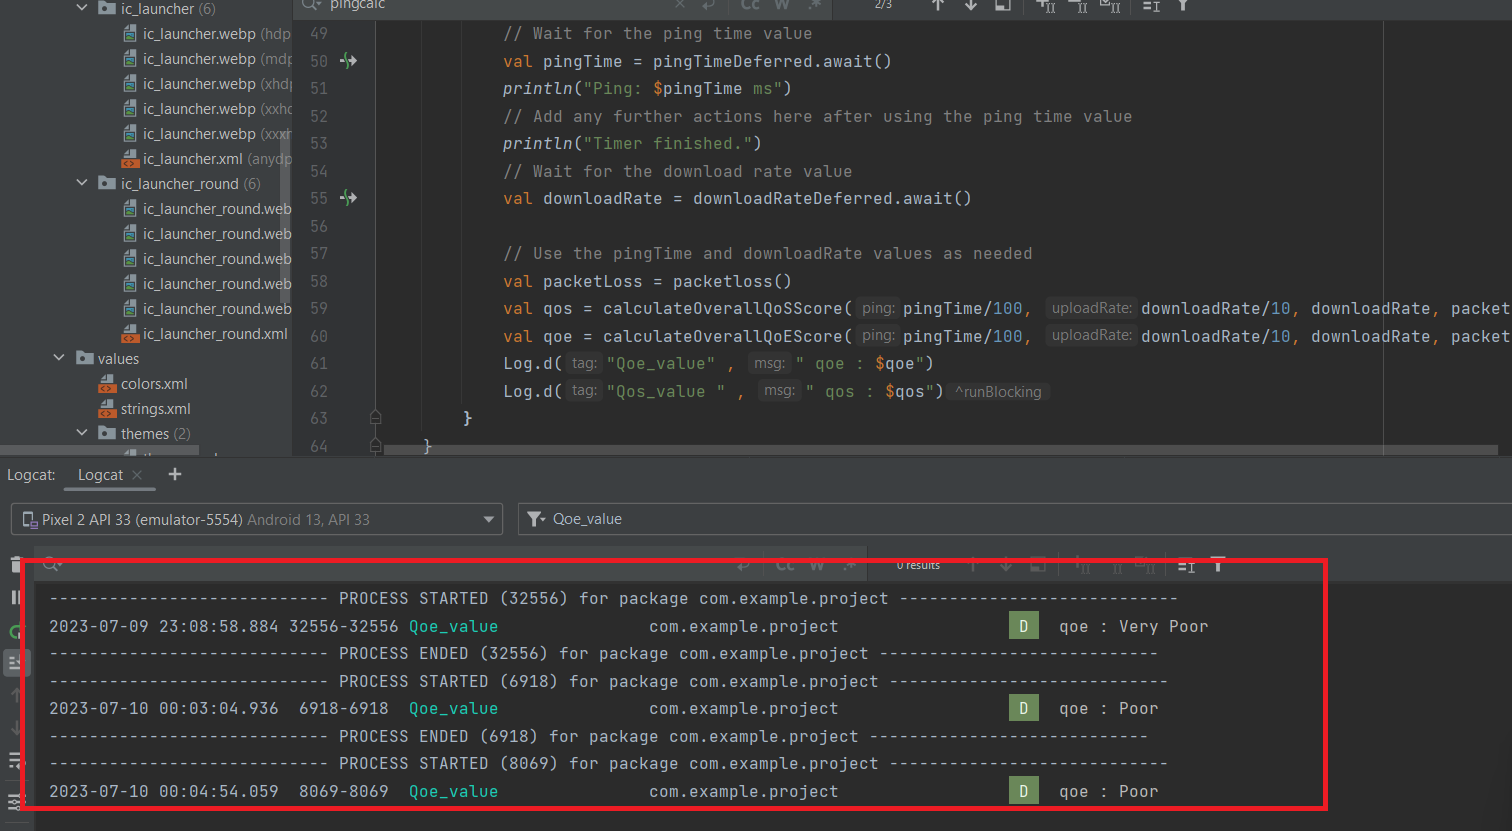 ic_launcher (6)
ic_launcher.webp (hdp
ic_launcher.webp (mdp
ic_launcher.webp (xhdp
ic_launcher.webp (xxhd
ic_launcher.webp (xxxh
ic_launcher.xml (anydp
ic_launcher_round (6)
ic_launcher_round.web
ic_launcher_round.web
ic_launcher_round.web
ic_launcher_round.web
ic_launcher_round.web
ic_launcher_round.xml
values
colors.xml
strings.xml
themes (2)
pingcalc Cc W .* 2/3
49 // Wait for the ping time value
50 val pingTime = pingTimeDeferred.await()
51 println("Ping: $pingTime ms")
52 // Add any further actions here after using the ping time value
53 println("Timer finished.")
54 // Wait for the download rate value
55 val downloadRate = downloadRateDeferred.await()
56
57 // Use the pingTime and downloadRate values as needed
58 val packetLoss = packetloss()
59 val qos = calculateOverallQoSScore( ping: pingTime/100, uploadRate: downloadRate/10, downloadRate, packet
60 val qoe = calculateOverallQoEScore( ping: pingTime/100, uploadRate: downloadRate/10, downloadRate, packet
61 Log.d( tag: "Qoe_value" , msg: " qoe : $qoe")
62 Log.d( tag: "Qos_value " , msg: " qos : $qos") ^runBlocking
63 }
64 }
Logcat: Logcat × +
Pixel 2 API 33 (emulator-5554) Android 13, API 33 Qoe_value
Cc W .* 0 results
---------------------------- PROCESS STARTED (32556) for package com.example.project ----------------------------
2023-07-09 23:08:58.884 32556-32556 Qoe_value com.example.project D qoe : Very Poor
---------------------------- PROCESS ENDED (32556) for package com.example.project ----------------------------
---------------------------- PROCESS STARTED (6918) for package com.example.project ----------------------------
2023-07-10 00:03:04.936 6918-6918 Qoe_value com.example.project D qoe : Poor
---------------------------- PROCESS ENDED (6918) for package com.example.project ----------------------------
---------------------------- PROCESS STARTED (8069) for package com.example.project ----------------------------
2023-07-10 00:04:54.059 8069-8069 Qoe_value com.example.project D qoe : Poor